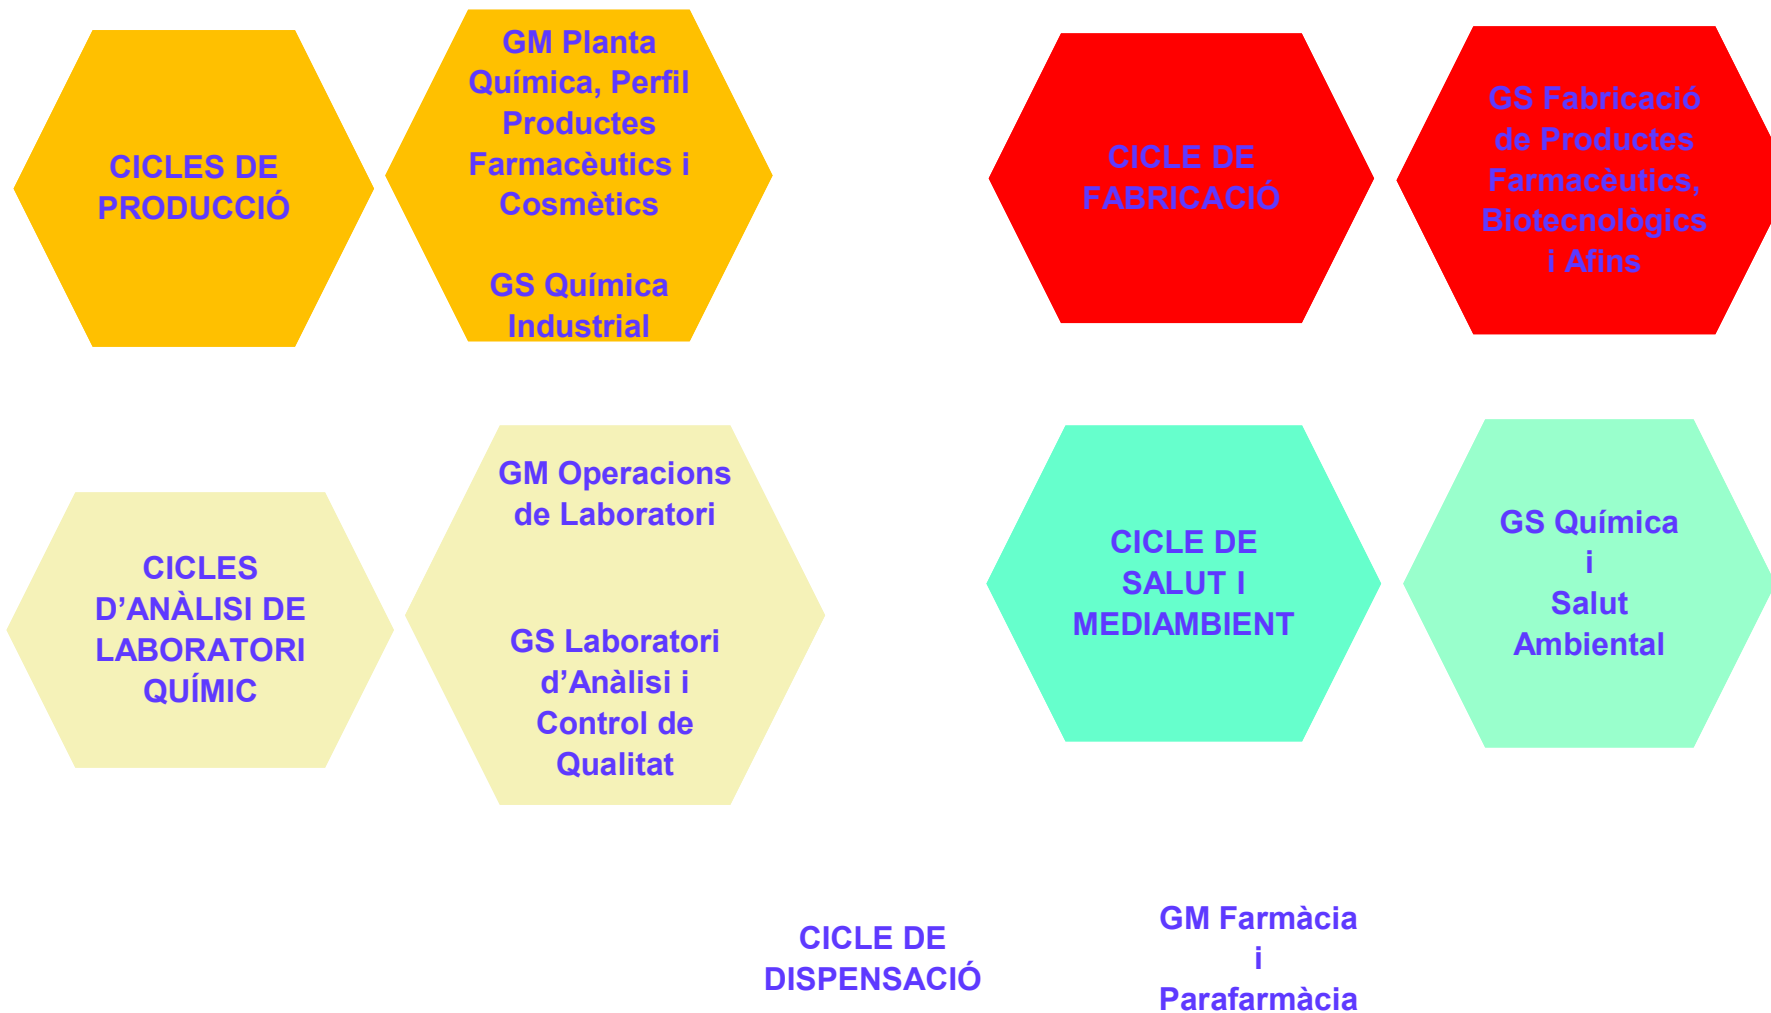 CICLES DE
PRODUCCIÓ
GM Planta
Química, Perfil
Productes
Farmacèutics i
Cosmètics
GS Química
Industrial
CICLE DE
FABRICACIÓ
GS Fabricació
de Productes
Farmacèutics,
Biotecnològics
i Afins
CICLES
D’ANÀLISI DE
LABORATORI
QUÍMIC
GM Operacions
de Laboratori
GS Laboratori
d’Anàlisi i
Control de
Qualitat
CICLE DE
SALUT I
MEDIAMBIENT
GS Química
i
Salut
Ambiental
CICLE DE
DISPENSACIÓ
GM Farmàcia
i
Parafarmàcia